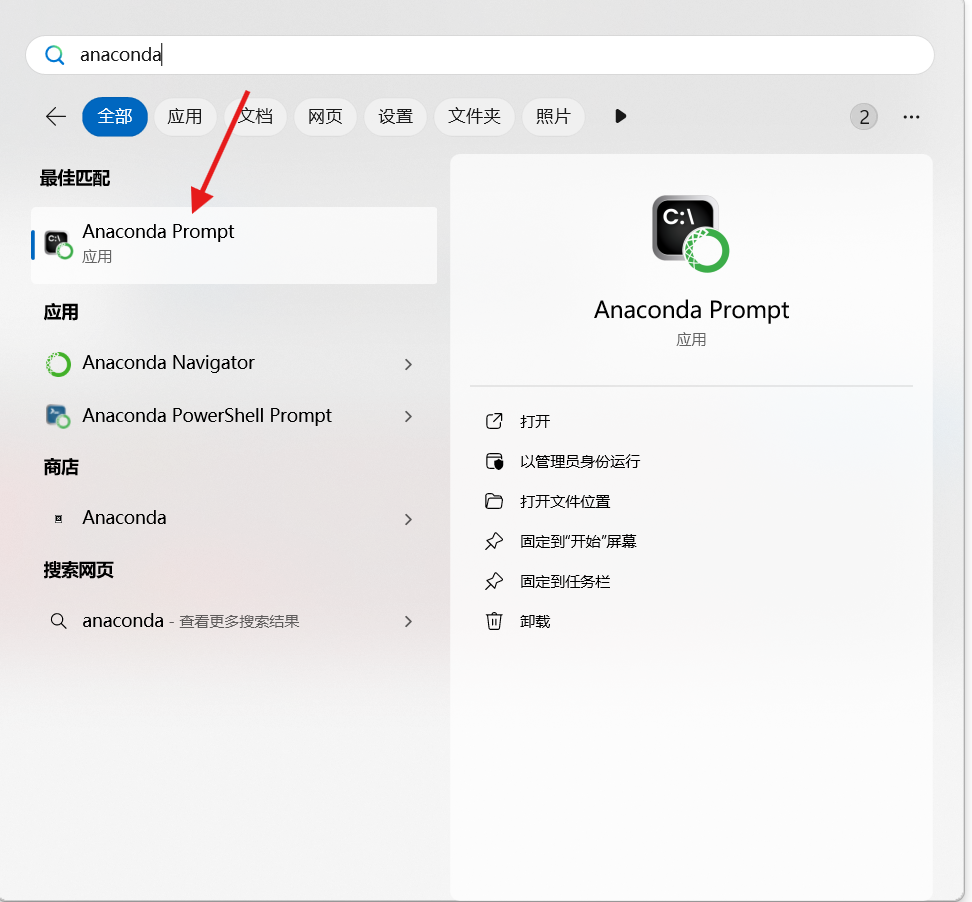 anaconda
全部 应用 文档 网页 设置 文件夹 照片 2
最佳匹配
Anaconda Prompt
应用
应用
Anaconda Navigator
Anaconda PowerShell Prompt
商店
Anaconda
搜索网页
anaconda - 查看更多搜索结果
C:\
Anaconda Prompt
应用
打开
以管理员身份运行
打开文件位置
固定到“开始”屏幕
固定到任务栏
卸载